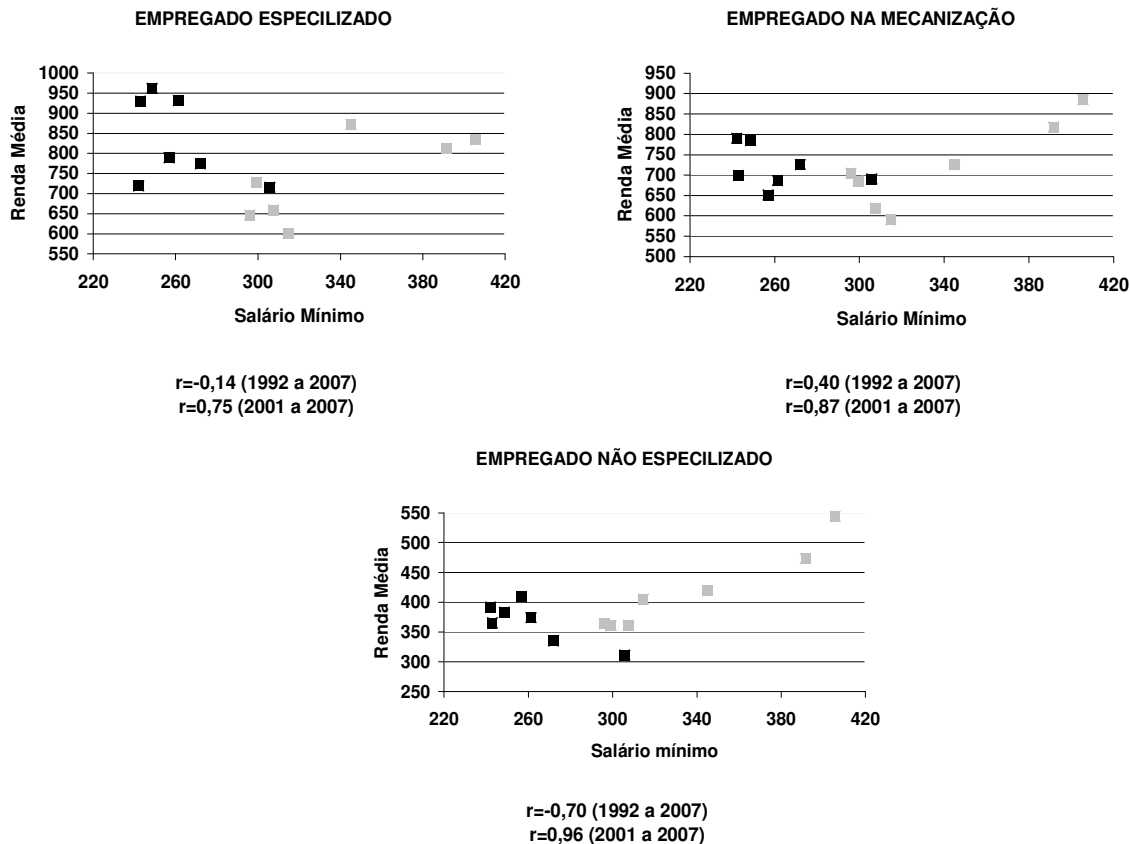 EMPREGADO ESPECILIZADO
1000
950
900
850
800
750
700
650
600
550
Renda Média
220 260 300 340 380 420
Salário Mínimo
r=-0,14 (1992 a 2007)
r=0,75 (2001 a 2007)
EMPREGADO NA MECANIZAÇÃO
950
900
850
800
750
700
650
600
550
500
Renda Média
220 260 300 340 380 420
Salário Mínimo
r=0,40 (1992 a 2007)
r=0,87 (2001 a 2007)
EMPREGADO NÃO ESPECILIZADO
550
500
450
400
350
300
250
Renda Média
220 260 300 340 380 420
Salário mínimo
r=-0,70 (1992 a 2007)
r=0,96 (2001 a 2007)